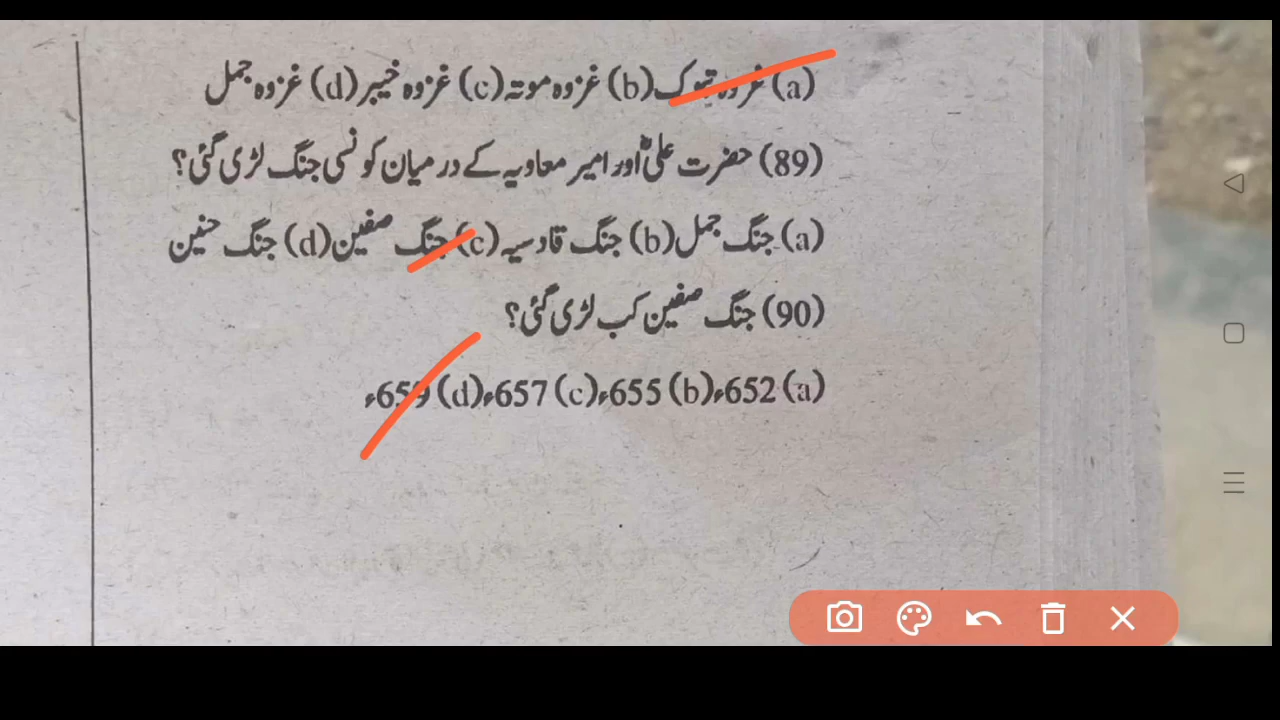 (a) غزوہ تبوک (b) غزوہ موتہ (c) غزوہ خیبر (d) غزوہ جمل
(89) حضرت علیؓ اور امیر معاویہ کے درمیان کونسی جنگ لڑی گئی؟
(a) جنگ جمل (b) جنگ قادسیہ (c) جنگ صفین (d) جنگ حنین
(90) جنگ صفین کب لڑی گئی؟
(a) 652ء (b) 655ء (c) 657ء (d) 659ء